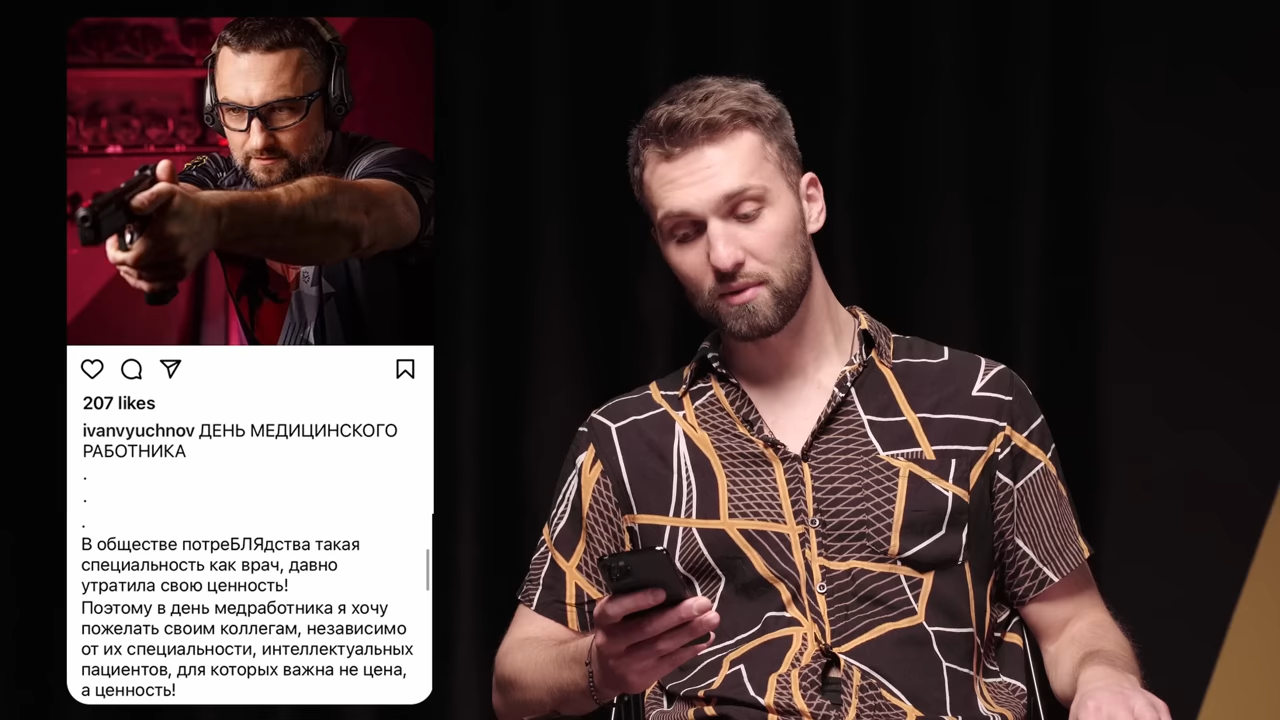 207 likes
ivanvyuchnov ДЕНЬ МЕДИЦИНСКОГО
РАБОТНИКА
.
.
.
В обществе потреБЛЯдства такая
специальность как врач, давно
утратила свою ценность!
Поэтому в день медработника я хочу
пожелать своим коллегам, независимо
от их специальности, интеллектуальных
пациентов, для которых важна не цена,
а ценность!